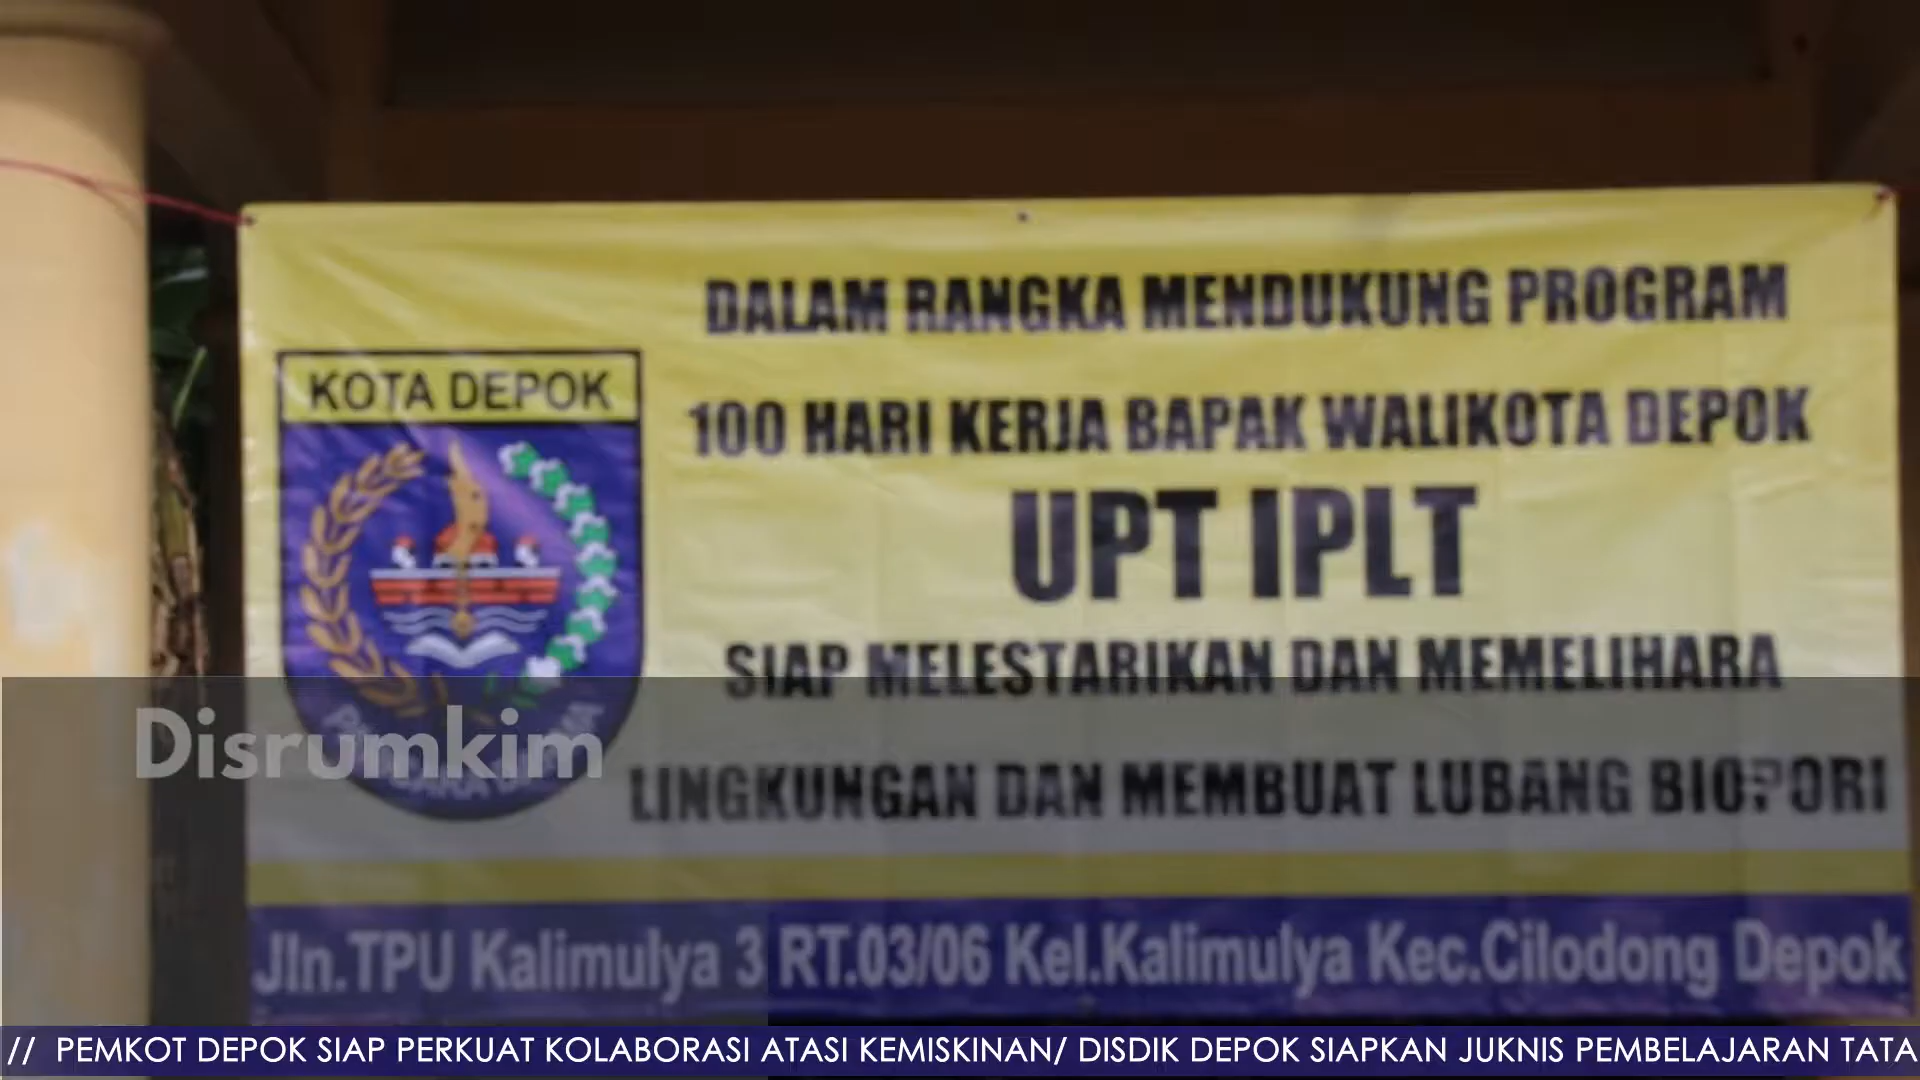 DALAM RANGKA MENDUKUNG PROGRAM
100 HARI KERJA BAPAK WALIKOTA DEPOK
UPT IPLT
SIAP MELESTARIKAN DAN MEMELIHARA
LINGKUNGAN DAN MEMBUAT LUBANG BIOPORI
KOTA DEPOK
Disrumkim
Jln.TPU Kalimulya 3 RT.03/06 Kel.Kalimulya Kec.Cilodong Depok
// PEMKOT DEPOK SIAP PERKUAT KOLABORASI ATASI KEMISKINAN/ DISDIK DEPOK SIAPKAN JUKNIS PEMBELAJARAN TATA